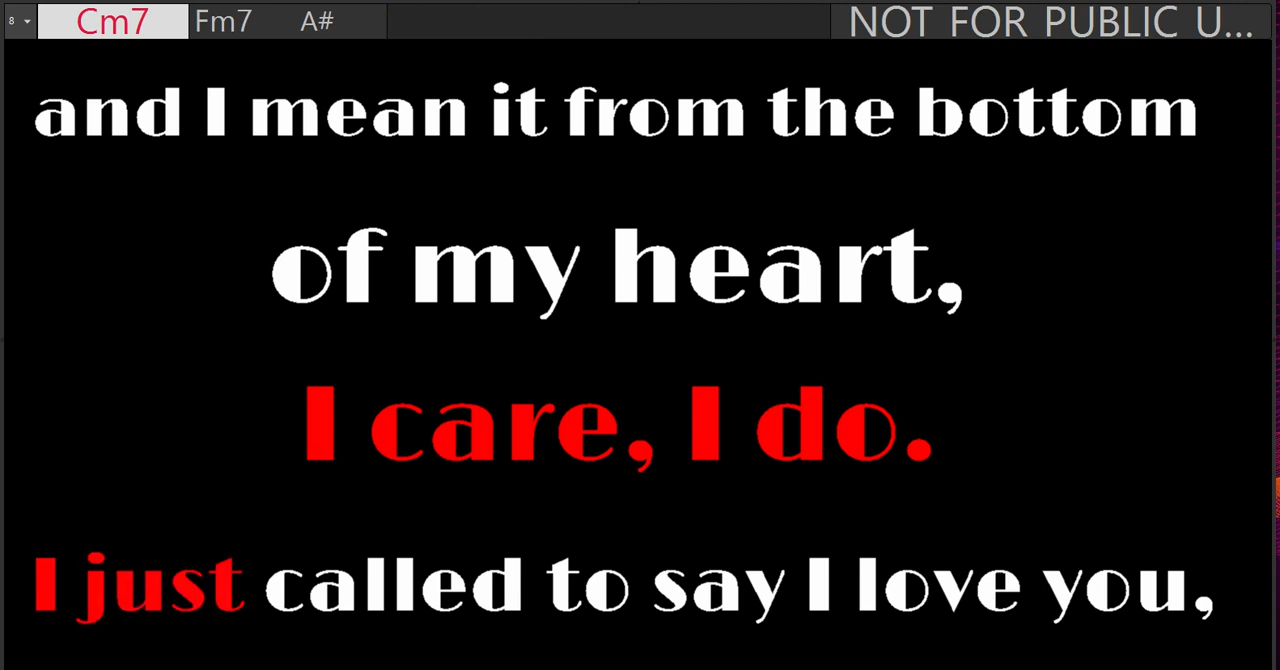 8 Cm7 Fm7 A# NOT FOR PUBLIC U...
and I mean it from the bottom
of my heart,
I care, I do.
I just called to say I love you,